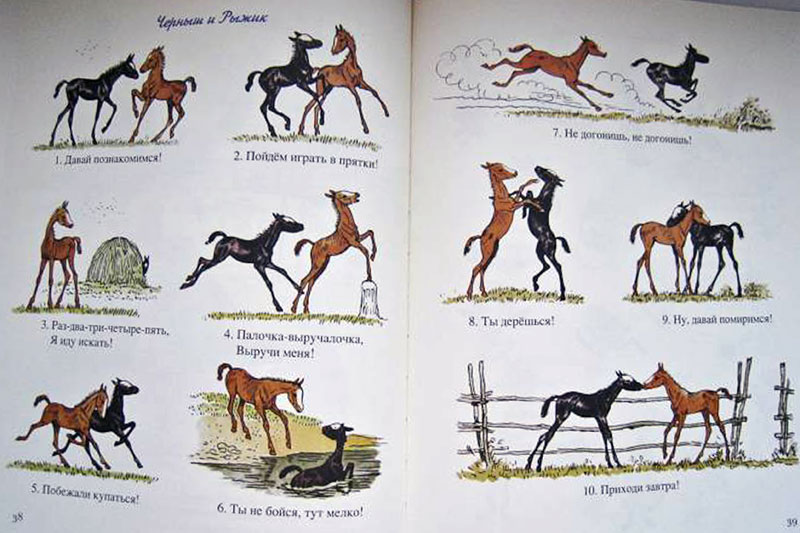 Черныш и Рыжик
1. Давай познакомимся!
2. Пойдём играть в прятки!
3. Раз-два-три-четыре-пять,
Я иду искать!
4. Палочка-выручалочка,
Выручи меня!
5. Побежали купаться!
6. Ты не бойся, тут мелко!
38
7. Не догонишь, не догонишь!
8. Ты дерёшься!
9. Ну, давай помиримся!
10. Приходи завтра!
39